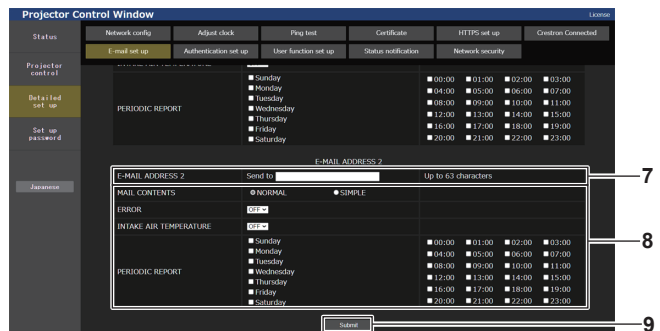 Projector Control Window
License
Status
Network config Adjust clock Ping test Certificate HTTPS set up Crestron Connected
E-mail set up Authentication set up User function set up Status notification Network security
Projector control
Detailed set up
Set up password
Japanese
PERIODIC REPORT
Sunday
Monday
Tuesday
Wednesday
Thursday
Friday
Saturday
00:00 01:00 02:00 03:00
04:00 05:00 06:00 07:00
08:00 09:00 10:00 11:00
12:00 13:00 14:00 15:00
16:00 17:00 18:00 19:00
20:00 21:00 22:00 23:00
E-MAIL ADDRESS 2
E-MAIL ADDRESS 2 Send to Up to 63 characters
7
MAIL CONTENTS NORMAL SIMPLE
ERROR OFF
INTAKE AIR TEMPERATURE OFF
8
PERIODIC REPORT
Sunday
Monday
Tuesday
Wednesday
Thursday
Friday
Saturday
00:00 01:00 02:00 03:00
04:00 05:00 06:00 07:00
08:00 09:00 10:00 11:00
12:00 13:00 14:00 15:00
16:00 17:00 18:00 19:00
20:00 21:00 22:00 23:00
Submit
9